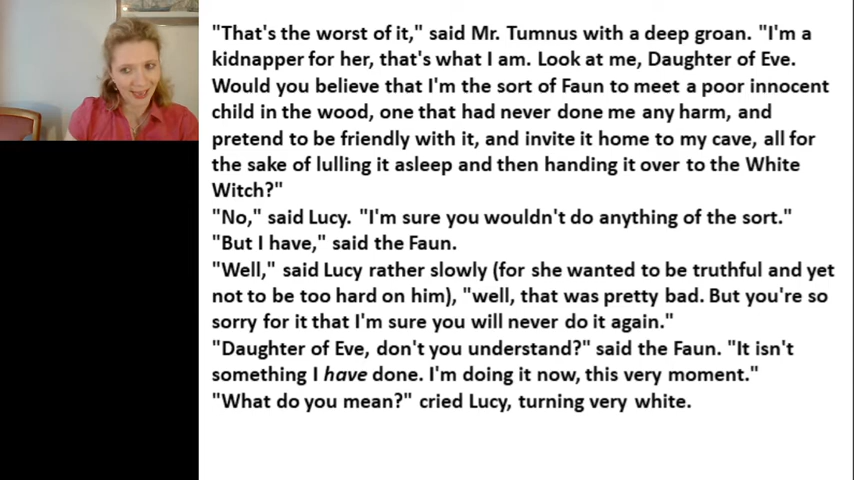 "That's the worst of it," said Mr. Tumnus with a deep groan. "I'm a
kidnapper for her, that's what I am. Look at me, Daughter of Eve.
Would you believe that I'm the sort of Faun to meet a poor innocent
child in the wood, one that had never done me any harm, and
pretend to be friendly with it, and invite it home to my cave, all for
the sake of lulling it asleep and then handing it over to the White
Witch?"
"No," said Lucy. "I'm sure you wouldn't do anything of the sort."
"But I have," said the Faun.
"Well," said Lucy rather slowly (for she wanted to be truthful and yet
not to be too hard on him), "well, that was pretty bad. But you're so
sorry for it that I'm sure you will never do it again."
"Daughter of Eve, don't you understand?" said the Faun. "It isn't
something I have done. I'm doing it now, this very moment."
"What do you mean?" cried Lucy, turning very white.